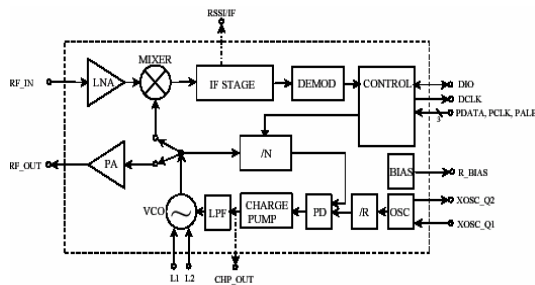 RSSI/IF
MIXER
RF_IN
LNA
IF STAGE
DEMOD
CONTROL
DIO
DCLK
PDATA, PCLK, PALE
3
RF_OUT
PA
/N
BIAS
R_BIAS
VCO
LPF
CHARGE
PUMP
PD
/R
OSC
XOSC_Q2
XOSC_Q1
L1
L2
CHP_OUT